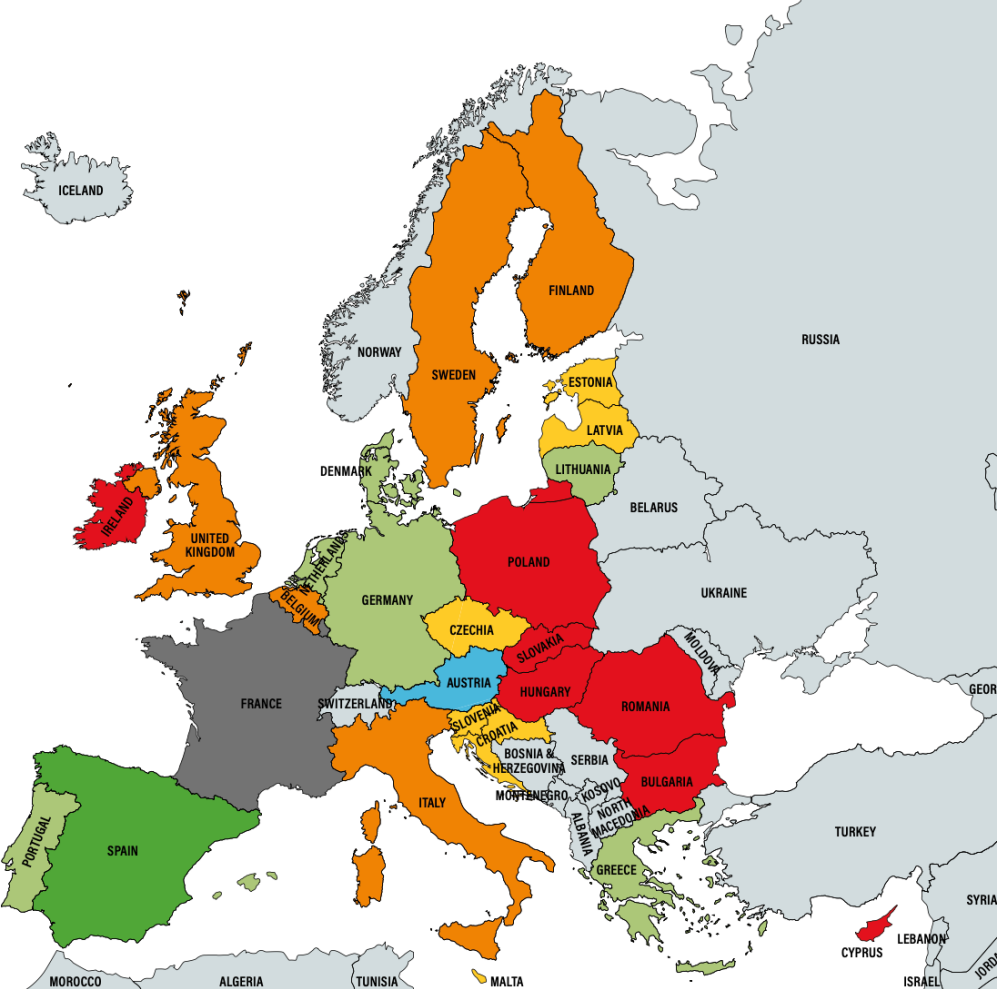 ICELAND
RUSSIA
FINLAND
NORWAY
SWEDEN
ESTONIA
LATVIA
LITHUANIA
DENMARK
BELARUS
IRELAND
UNITED
KINGDOM
NETHERLANDS
POLAND
BELGIUM
GERMANY
UKRAINE
CZECHIA
SLOVAKIA
MOLDOVA
AUSTRIA
HUNGARY
FRANCE
SWITZERLAND
ROMANIA
GEOR
SLOVENIA
CROATIA
BOSNIA &
HERZEGOVINA
SERBIA
BULGARIA
MONTENEGRO
KOSOVO
ITALY
NORTH
MACEDONIA
ALBANIA
TURKEY
PORTUGAL
SPAIN
GREECE
SYRIA
CYPRUS
LEBANON
MOROCCO
ALGERIA
TUNISIA
MALTA
ISRAEL
JORD